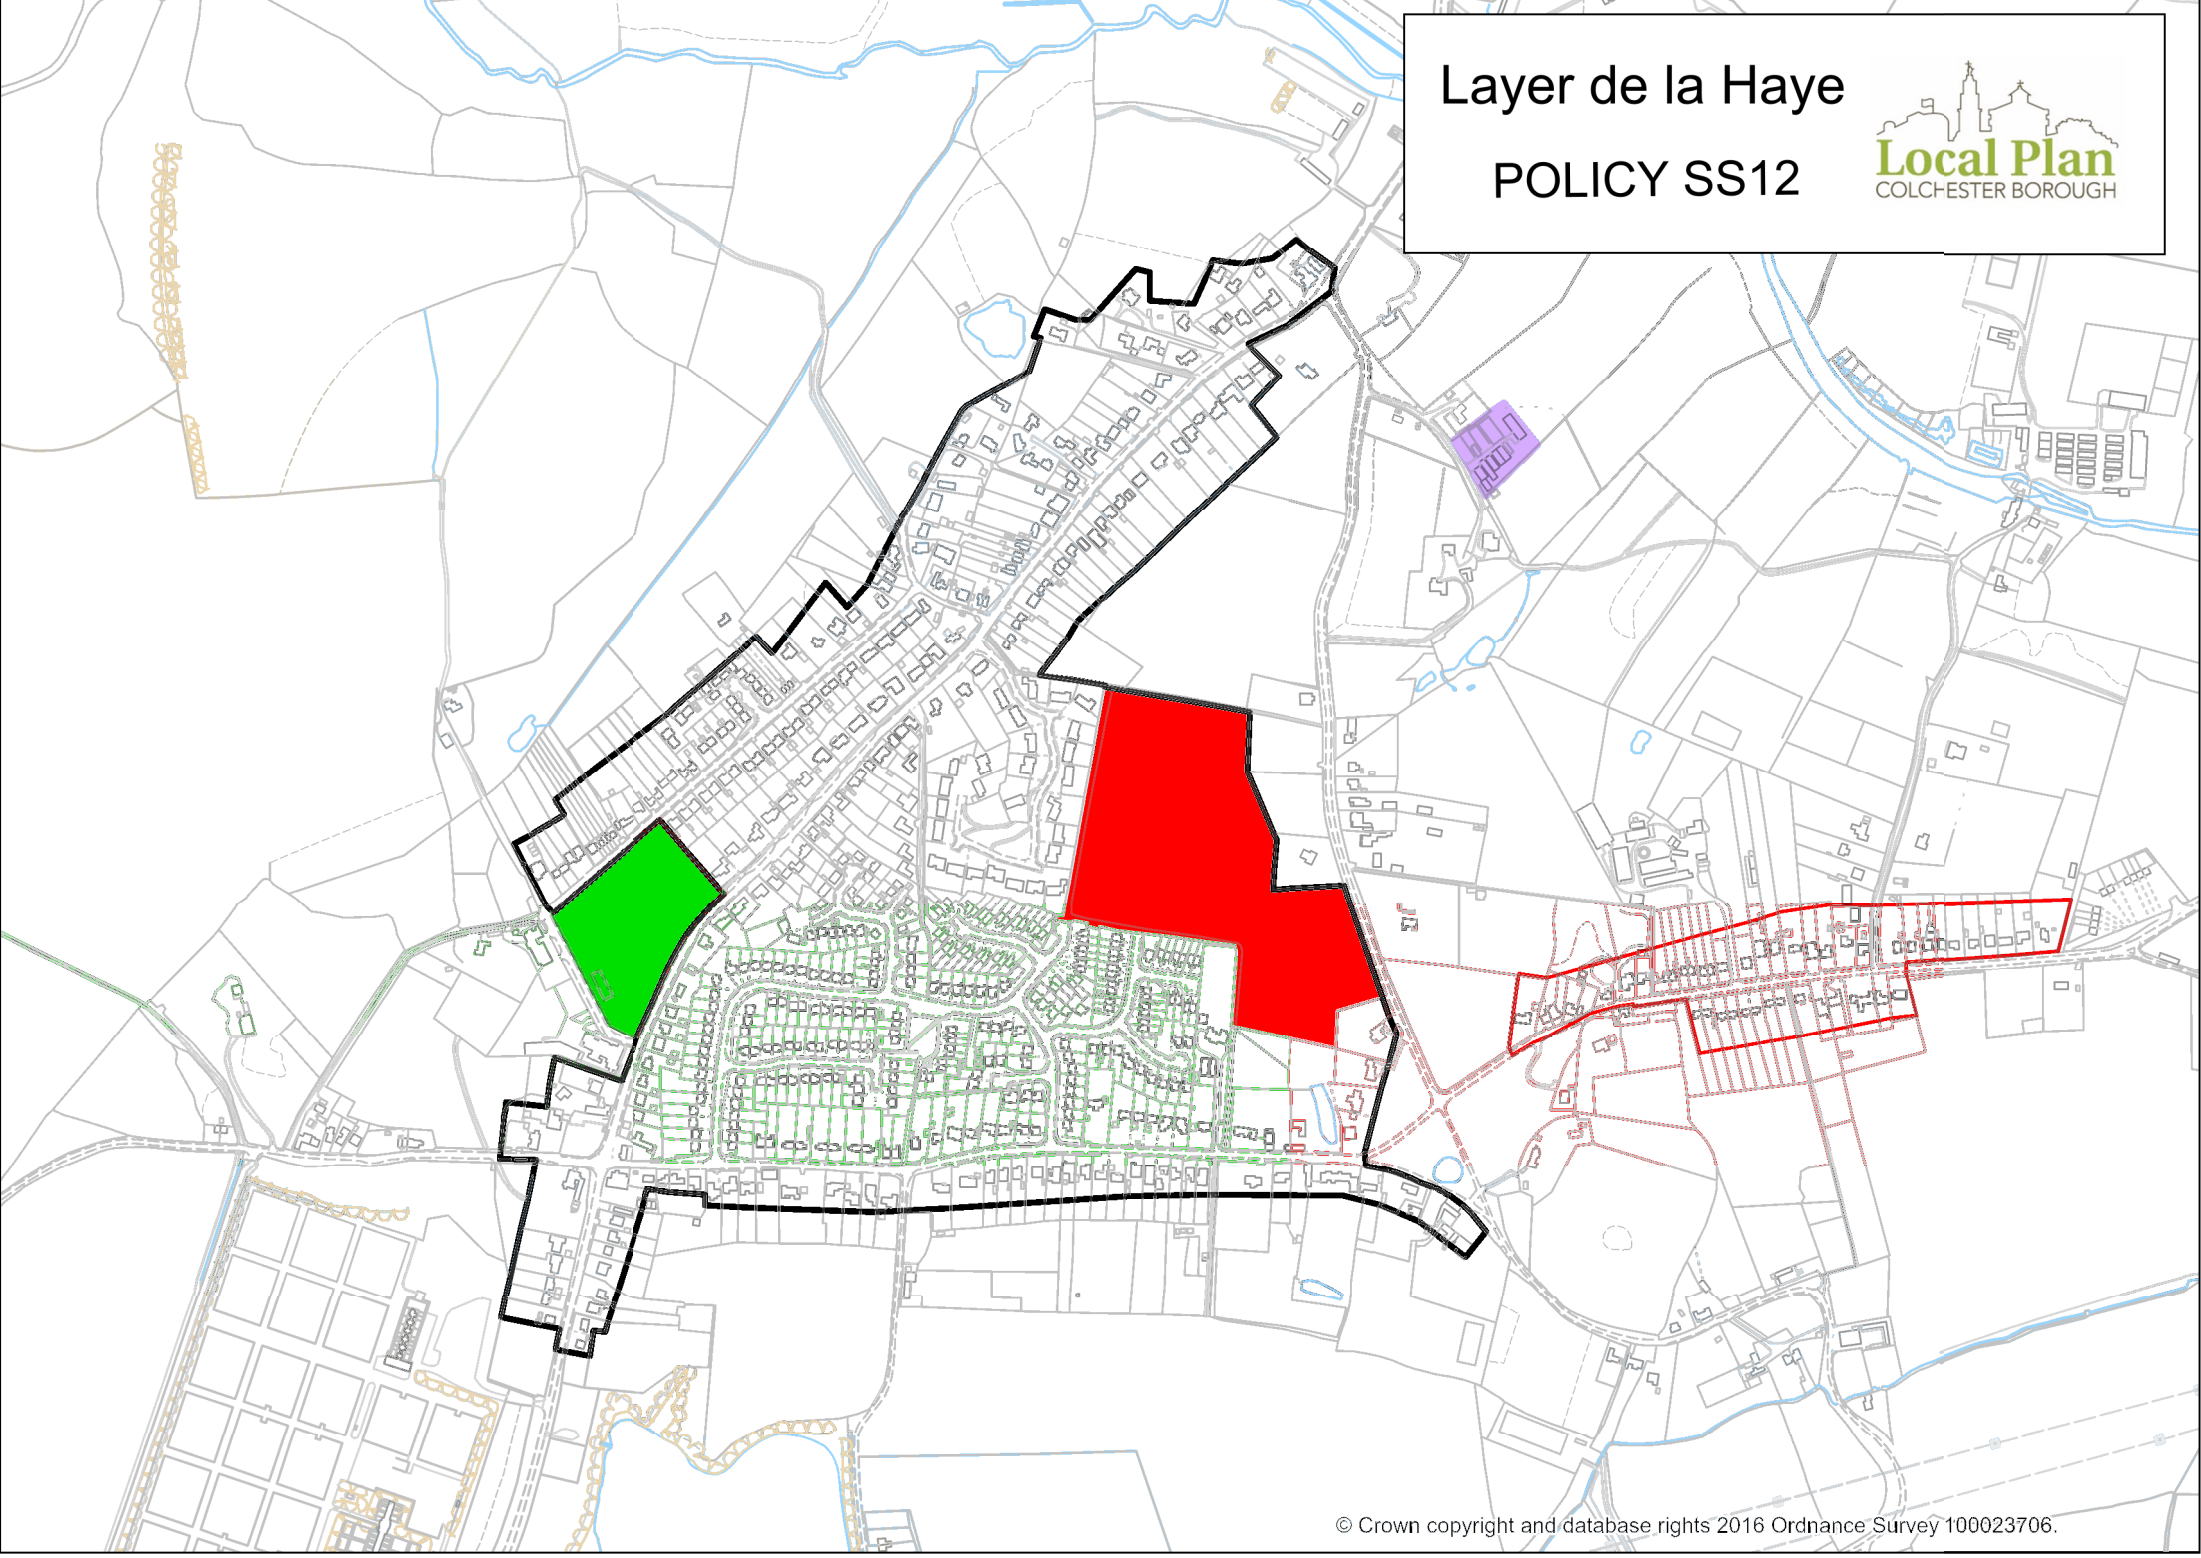 Layer de la Haye
POLICY SS12
Local Plan
COLCHESTER BOROUGH
© Crown copyright and database rights 2016 Ordnance Survey 100023706.